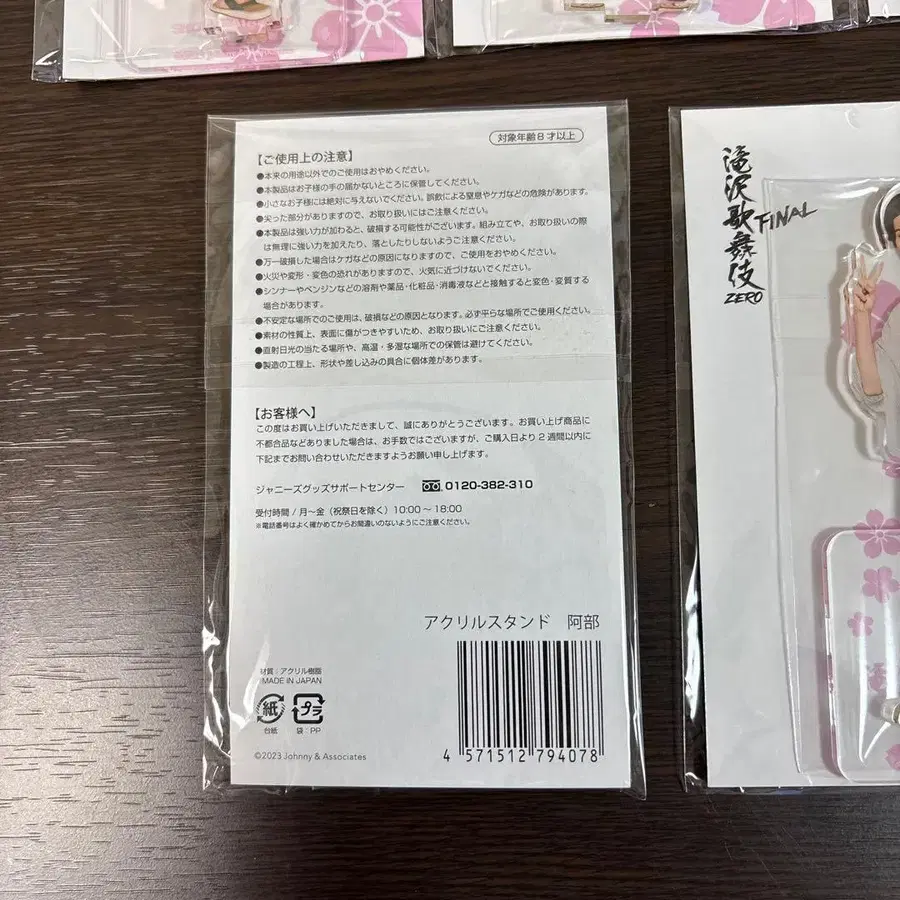 対象年齢8才以上
【ご使用上の注意】
●本来の用途以外でのご使用はおやめください。
●本製品はお子様の手の届かないところに保管してください。
●小さなお子様には絶対に与えないでください。誤飲による窒息やケガなどの危険があります。
●尖った部分がありますので、お取り扱いにはご注意ください。
●本製品は強い力が加わると、破損する可能性がございます。組み立てや、お取り扱いの際
は無理に強い力を加えたり、落としたりしないようご注意ください。
●万一破損した場合はケガなどの原因になりますので、ご使用をおやめください。
●火災や変形・変色の恐れがありますので、火気に近づけないでください。
●シンナーやベンジンなどの溶剤や薬品・化粧品・消毒液などと接触すると変色・変質する
場合があります。
●不安定な場所でのご使用は、破損などの原因となります。必ず平らな場所でご使用ください。
●素材の性質上、表面に傷がつきやすいため、お取り扱いにご注意ください。
●直射日光の当たる場所や、高温・多湿な場所での保管は避けてください。
●製造の工程上、形状や差し込みの具合に個体差があります。
【お客様へ】
この度はお買い上げいただきまして、誠にありがとうございます。お買い上げ商品に
不都合品などありました場合は、お手数ではございますが、ご購入日より2週間以内に
下記までお問い合わせいただきますようお願い申し上げます。
ジャニーズグッズサポートセンター 0120-382-310
受付時間/月～金(祝祭日を除く)10:00～18:00
※電話番号はよく確かめてからお間違いのないようにご注意ください。
アクリルスタンド 阿部
材質:アクリル樹脂
MADE IN JAPAN
紙
プラ
台紙
袋:PP
©2023 Johnny & Associates
4 571512 794078
滝沢歌舞伎
ZERO
FINAL